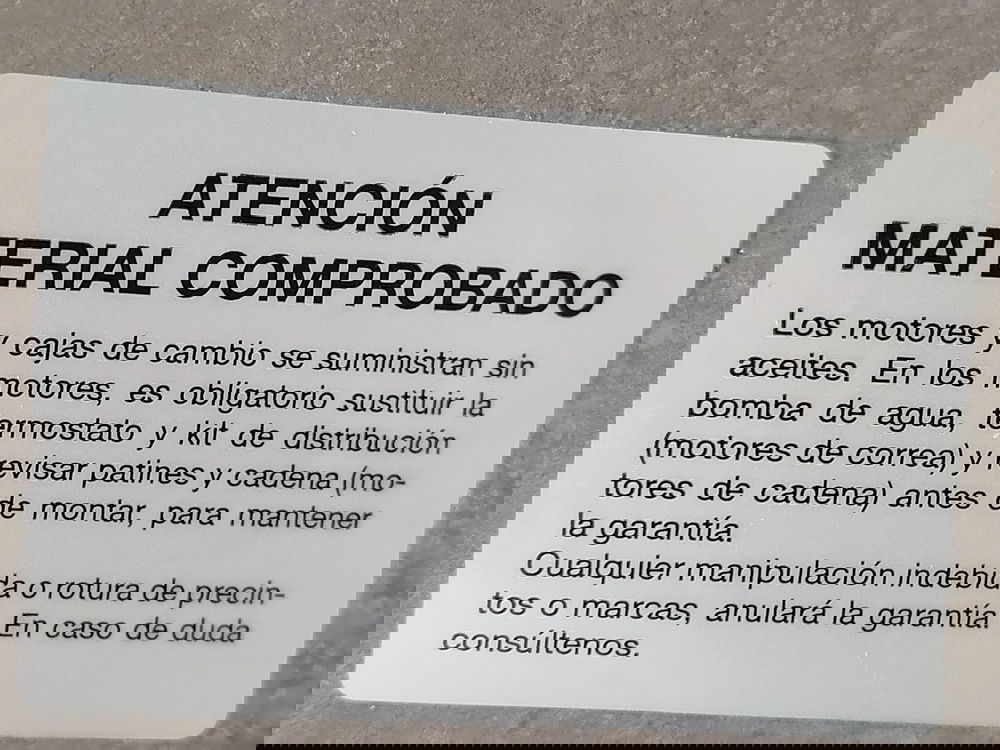 ATENCIÓN
MATERIAL COMPROBADO
Los motores y cajas de cambio se suministran sin
aceites. En los motores, es obligatorio sustituir la
bomba de agua, termostato y kit de distribución
(motores de correa) y revisar patines y cadena (mo-
tores de cadena) antes de montar, para mantener
la garantía.
Cualquier manipulación indebida o rotura de precin-
tos o marcas, anulará la garantía. En caso de duda
consúltenos.